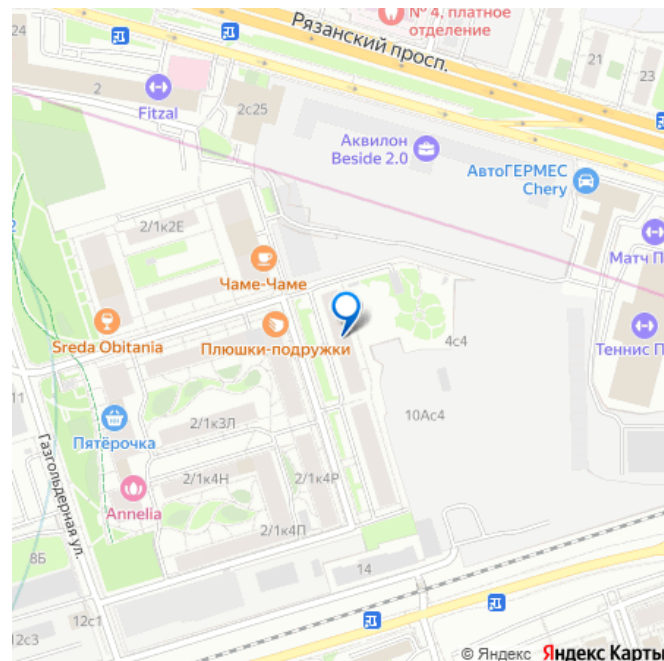 № 4, платное
отделение
Рязанский просп.
21
23
2
Fitzal
2с25
Аквилон
Beside 2.0
АвтоГЕРМЕС
Chery
2/1к2Е
Матч П
Чаме-Чаме
Sreda Obitania
Плюшки-подружки
4с4
Теннис П
11
2/1к3Л
10Ас4
Пятёрочка
Газгольдерная ул.
2/1к4Н
2/1к4Р
Annelia
2/1к4П
8Б
14
12с1
12с3
© Яндекс Яндекс Карты